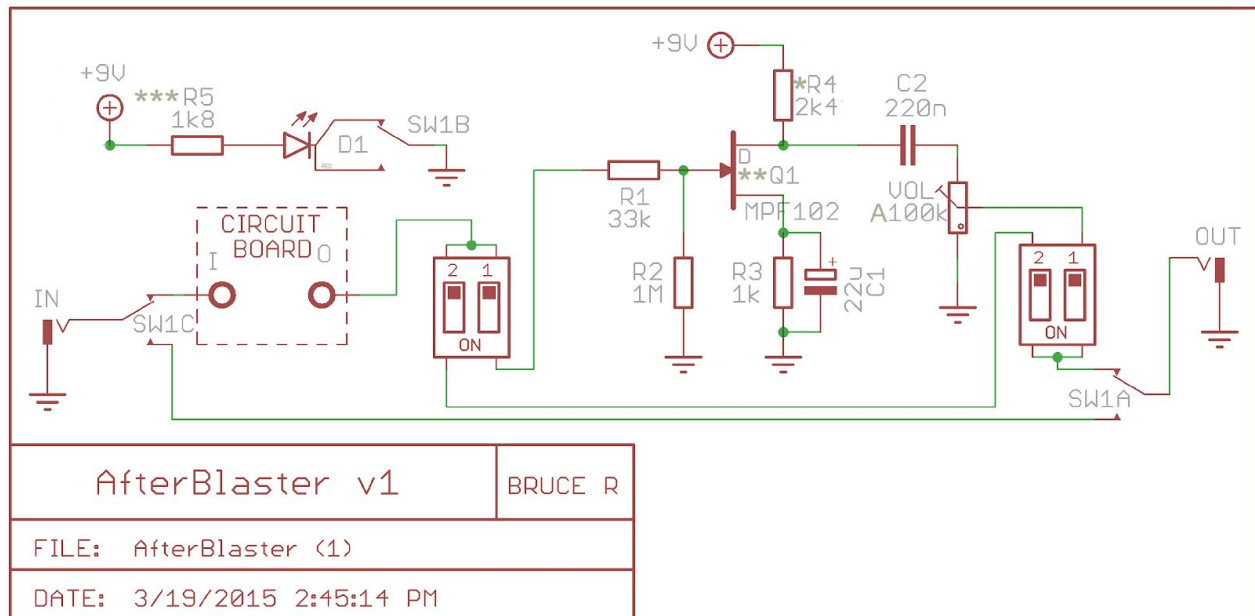 +9V
***R5
1k8
D1
RED
SW1B
CIRCUIT
BOARD
I
O
IN
SW1C
2 1
ON
R1
33k
R2
1M
+9V
*R4
2k4
C2
220n
D
**Q1
MPF102
R3
1k
+
22u
C1
VOL
A100k
2 1
ON
OUT
SW1A
AfterBlaster v1
BRUCE R
FILE: AfterBlaster (1)
DATE: 3/19/2015 2:45:14 PM